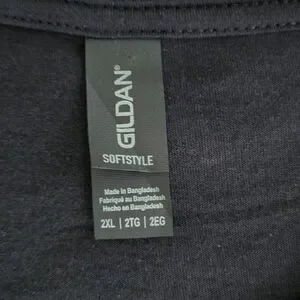 GILDAN®
SOFTSTYLE
Made in Bangladesh
Fabriqué au Bangladesh
Hecho en Bangladesh
2XL | 2TG | 2EG